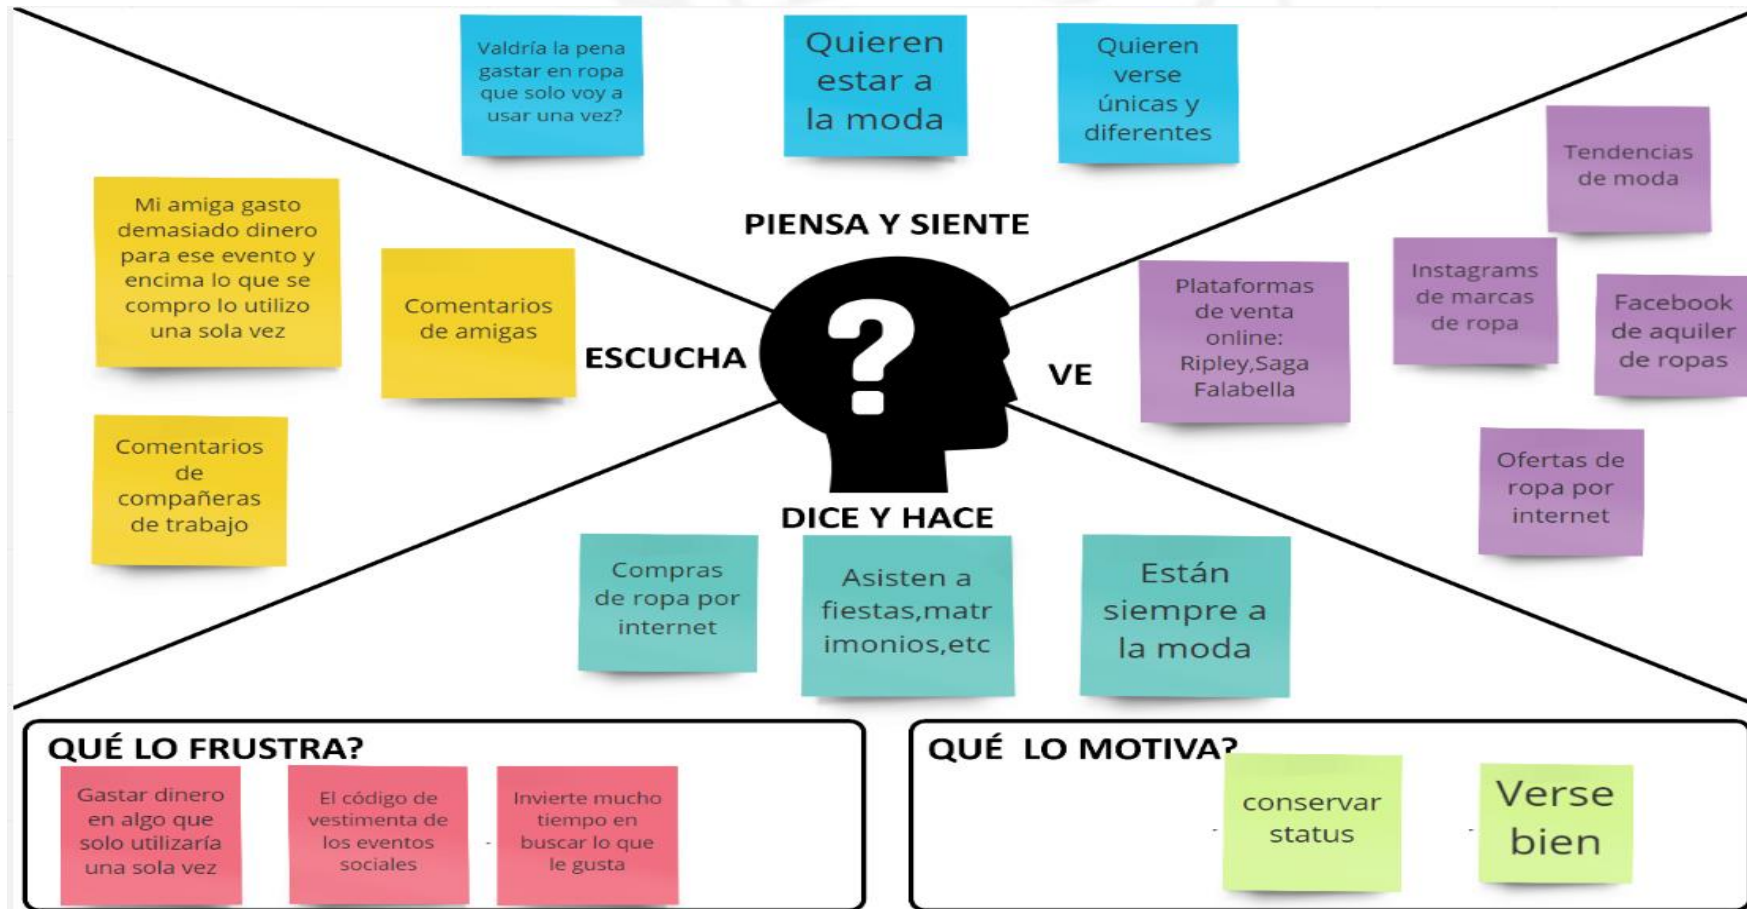 Valdría la pena
gastar en ropa
que solo voy a
usar una vez?
Quieren
estar a
la moda
Quieren
verse
únicas y
diferentes
PIENSA Y SIENTE
Mi amiga gasto
demasiado dinero
para ese evento y
encima lo que se
compro lo utilizo
una sola vez
Comentarios
de amigas
Comentarios
de
compañeras
de trabajo
ESCUCHA
?
VE
Tendencias
de moda
Plataformas
de venta
online:
Ripley,Saga
Falabella
Instagrams
de marcas
de ropa
Facebook
de aquiler
de ropas
Ofertas de
ropa por
internet
DICE Y HACE
Compras
de ropa por
internet
Asisten a
fiestas,matr
imonios,etc
Están
siempre a
la moda
QUÉ LO FRUSTRA?
Gastar dinero
en algo que
solo utilizaría
una sola vez
El código de
vestimenta de
los eventos
sociales
Invierte mucho
tiempo en
buscar lo que
le gusta
QUÉ LO MOTIVA?
conservar
status
Verse
bien